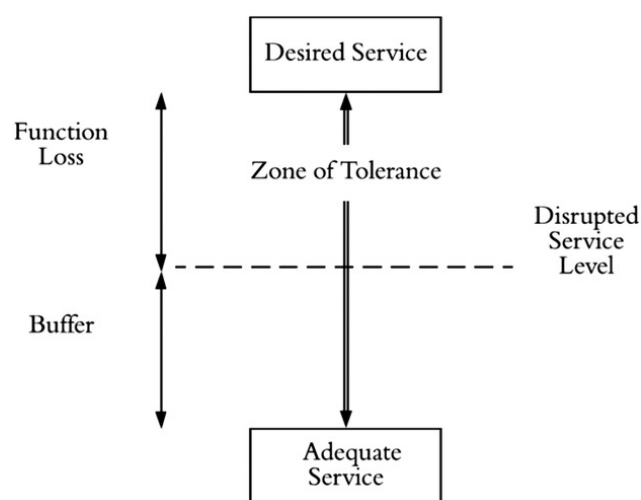 Desired Service
Function
Loss
Zone of Tolerance
Disrupted
Service
Level
Buffer
Adequate
Service